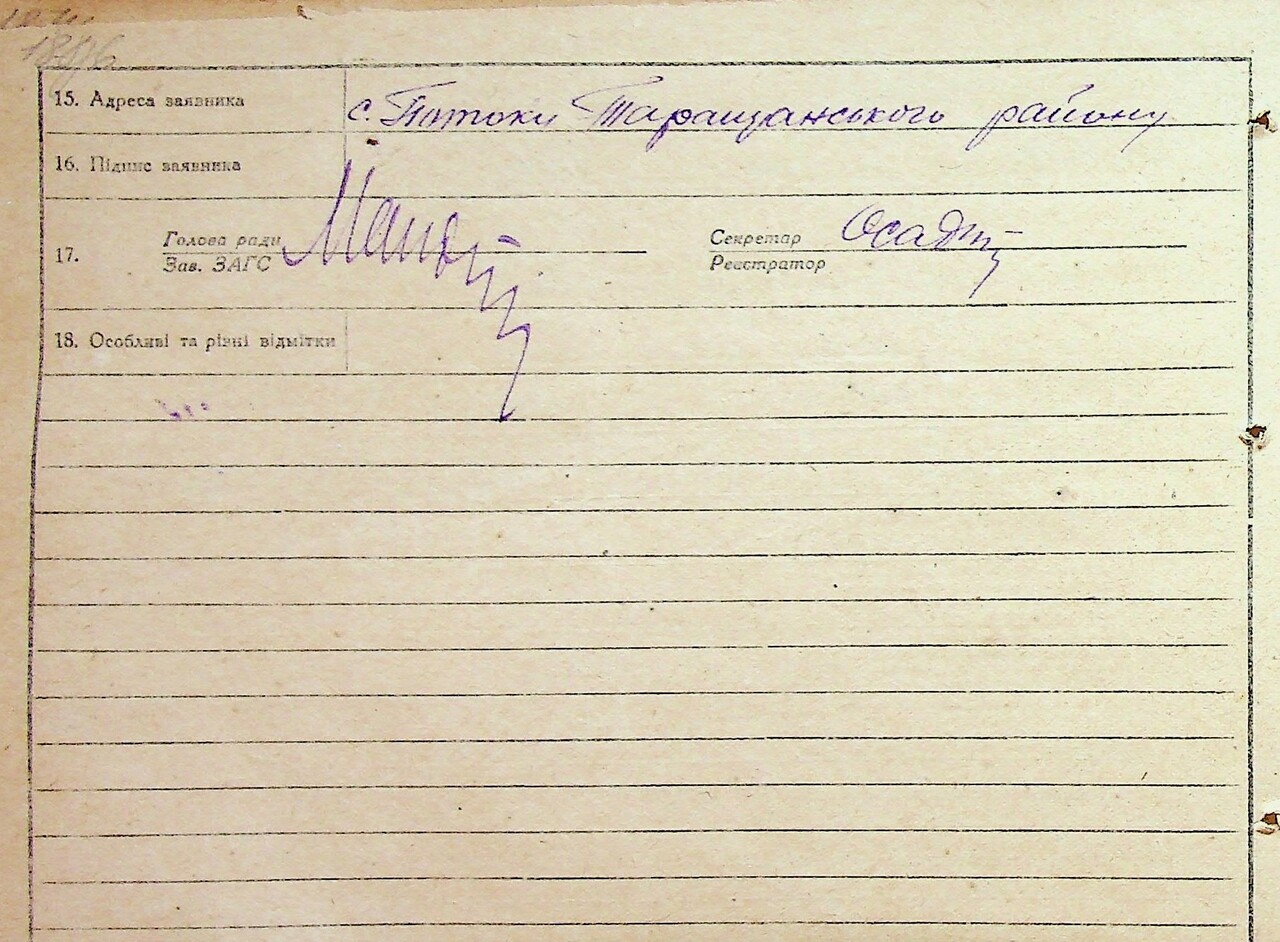 15. Адреса заявника с. Потоки Таращанського району
16. Підпис заявника
17. Голова ради Секретар Осадч
Зав. ЗАГС Реєстратор
18. Особливі та різні відмітки